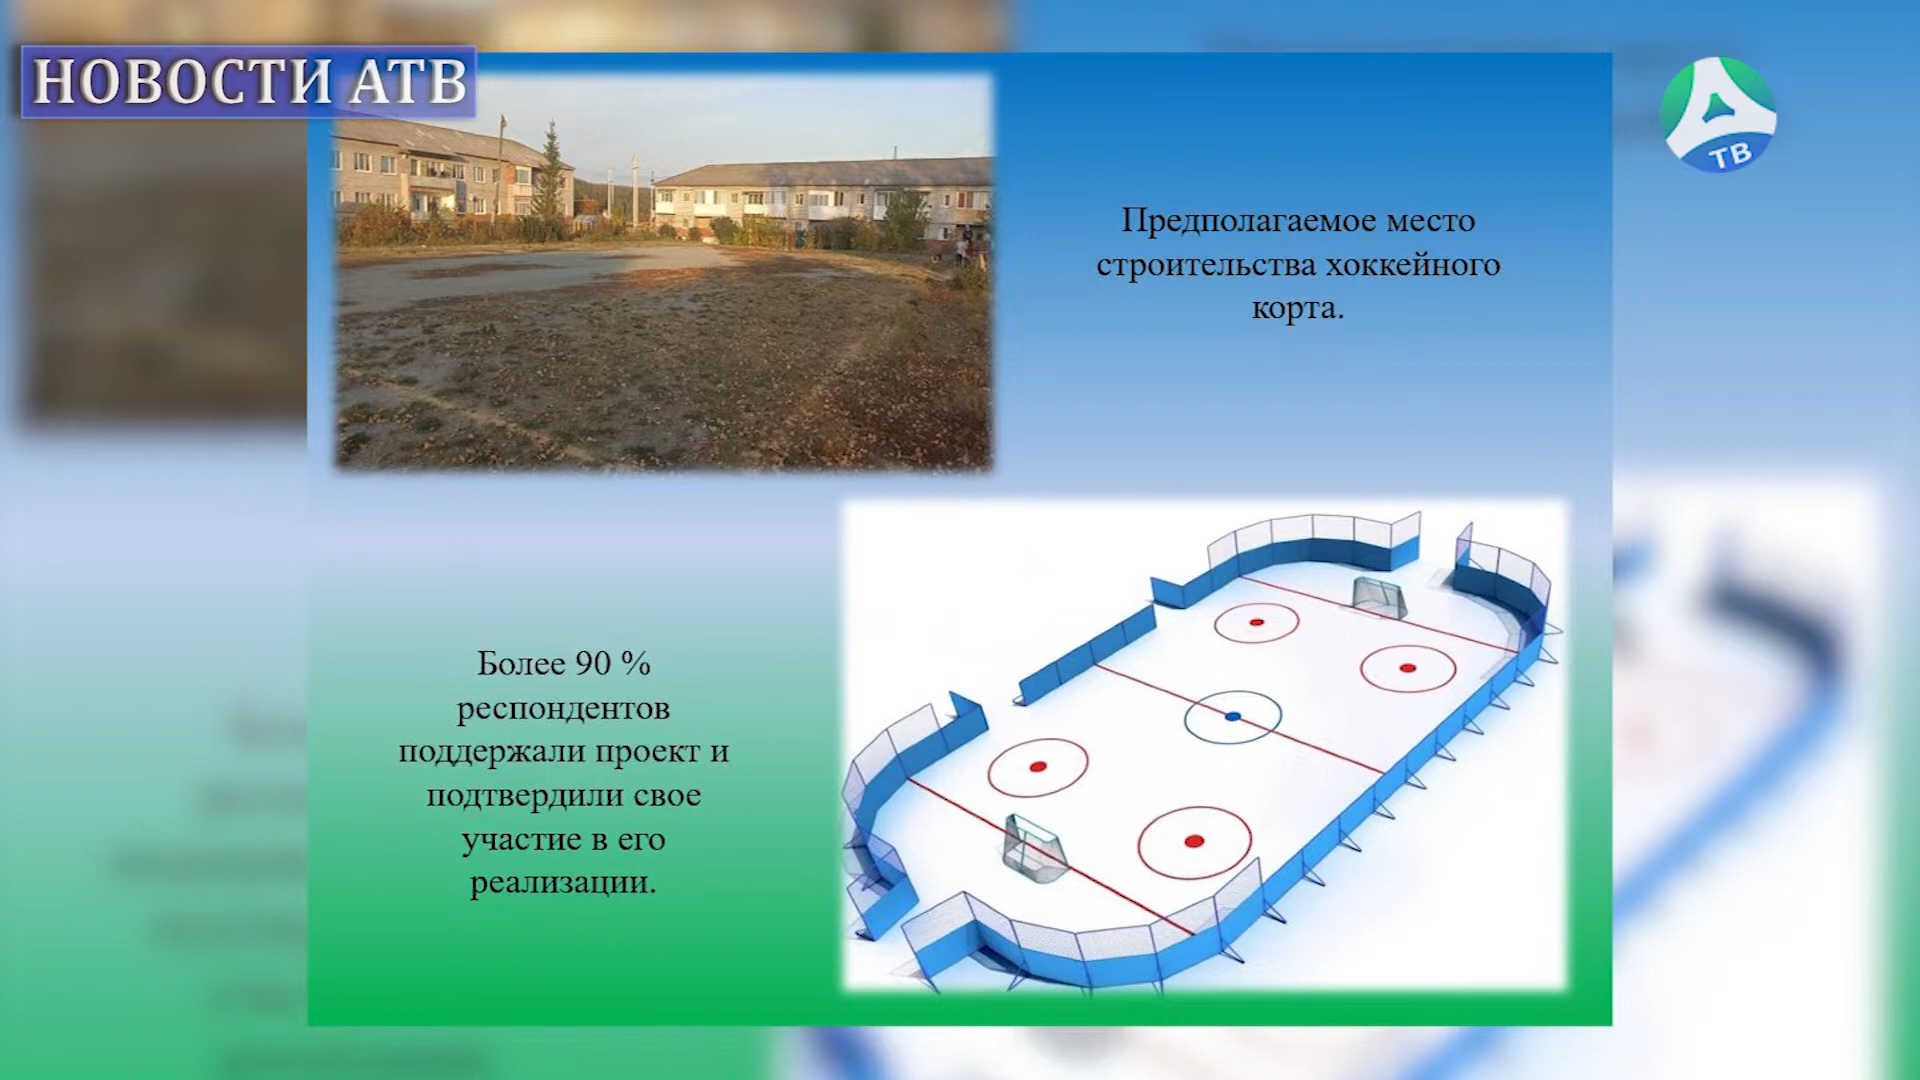 НОВОСТИ АТВ
ТВ
Предполагаемое место
строительства хоккейного
корта.
Более 90 %
респондентов
поддержали проект и
подтвердили свое
участие в его
реализации.